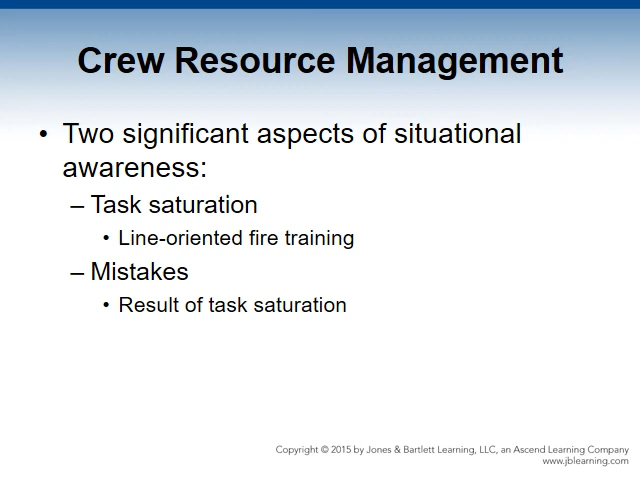 Crew Resource Management
• Two significant aspects of situational
awareness:
– Task saturation
• Line-oriented fire training
– Mistakes
• Result of task saturation
Copyright © 2015 by Jones & Bartlett Learning, LLC, an Ascend Learning Company
www.jblearning.com